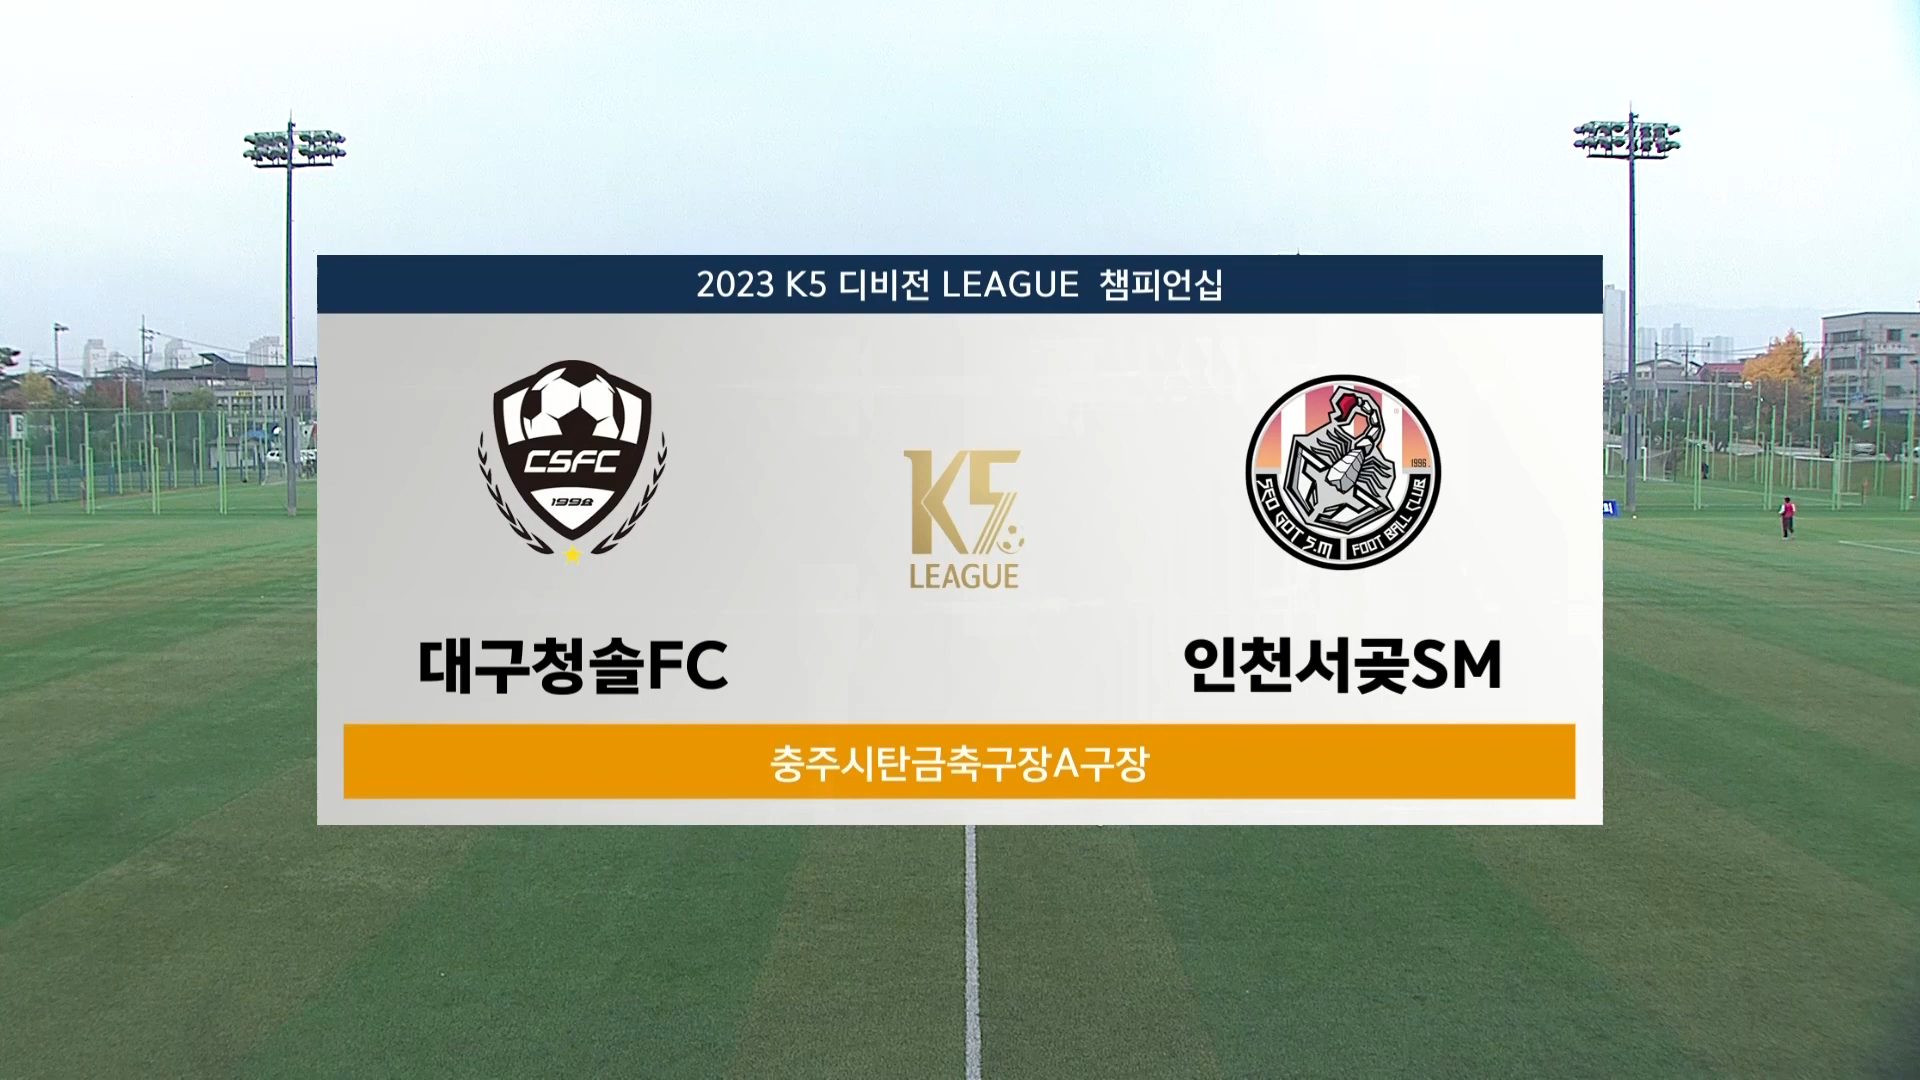 2023 K5 디비전 LEAGUE 챔피언십
CSFC
1998
K5
LEAGUE
1996
SEO GOT S.M
FOOT BALL CLUB
대구청솔FC
인천서곶SM
충주시탄금축구장A구장